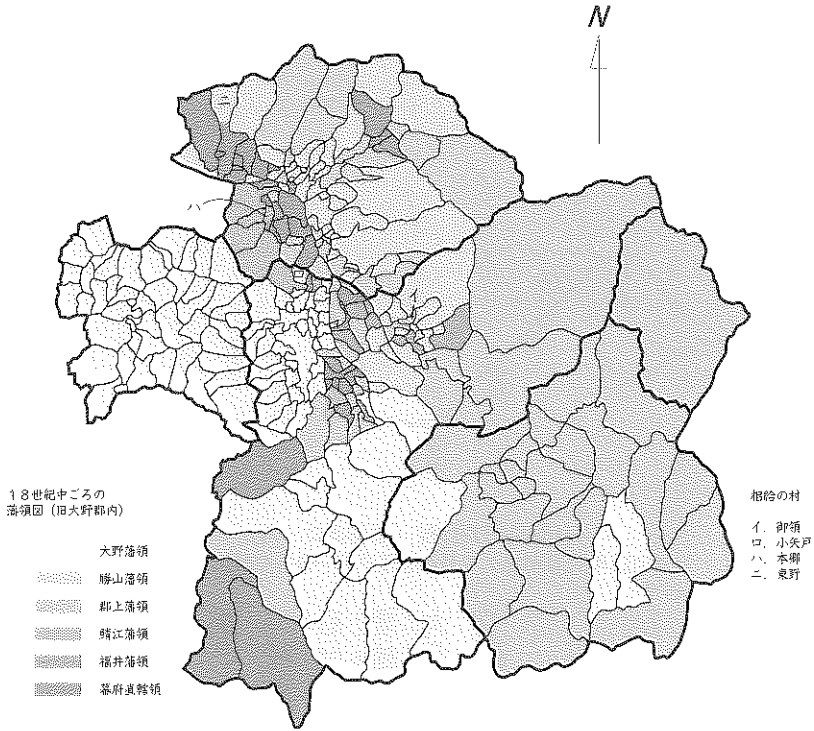 N
ニ
ハ
18世紀中ごろの
藩領図(旧大野郡内)
大野藩領
勝山藩領
郡上藩領
鯖江藩領
福井藩領
幕府直轄領
相給の村
イ. 御領
ロ. 小矢戸
ハ. 本郷
ニ. 東野